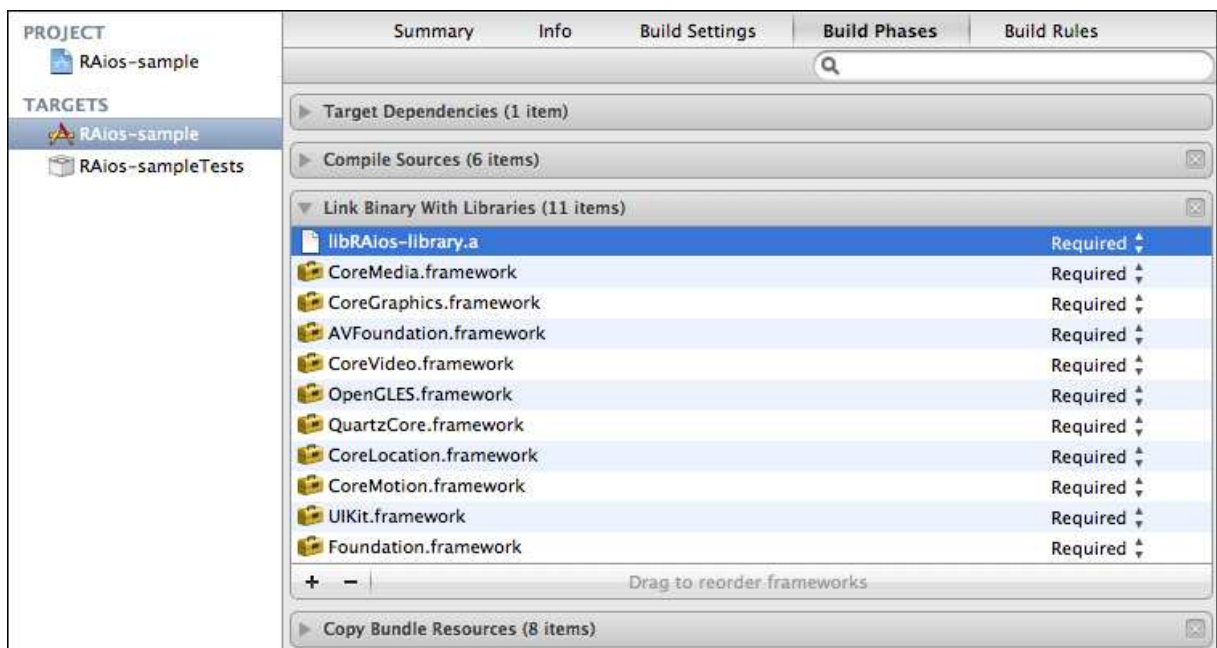 PROJECT
RAios-sample
TARGETS
RAios-sample
RAios-sampleTests
Summary Info Build Settings Build Phases Build Rules
Target Dependencies (1 item)
Compile Sources (6 items)
Link Binary With Libraries (11 items)
libRAios-library.a Required
CoreMedia.framework Required
CoreGraphics.framework Required
AVFoundation.framework Required
CoreVideo.framework Required
OpenGLES.framework Required
QuartzCore.framework Required
CoreLocation.framework Required
CoreMotion.framework Required
UIKit.framework Required
Foundation.framework Required
+ − Drag to reorder frameworks
Copy Bundle Resources (8 items)